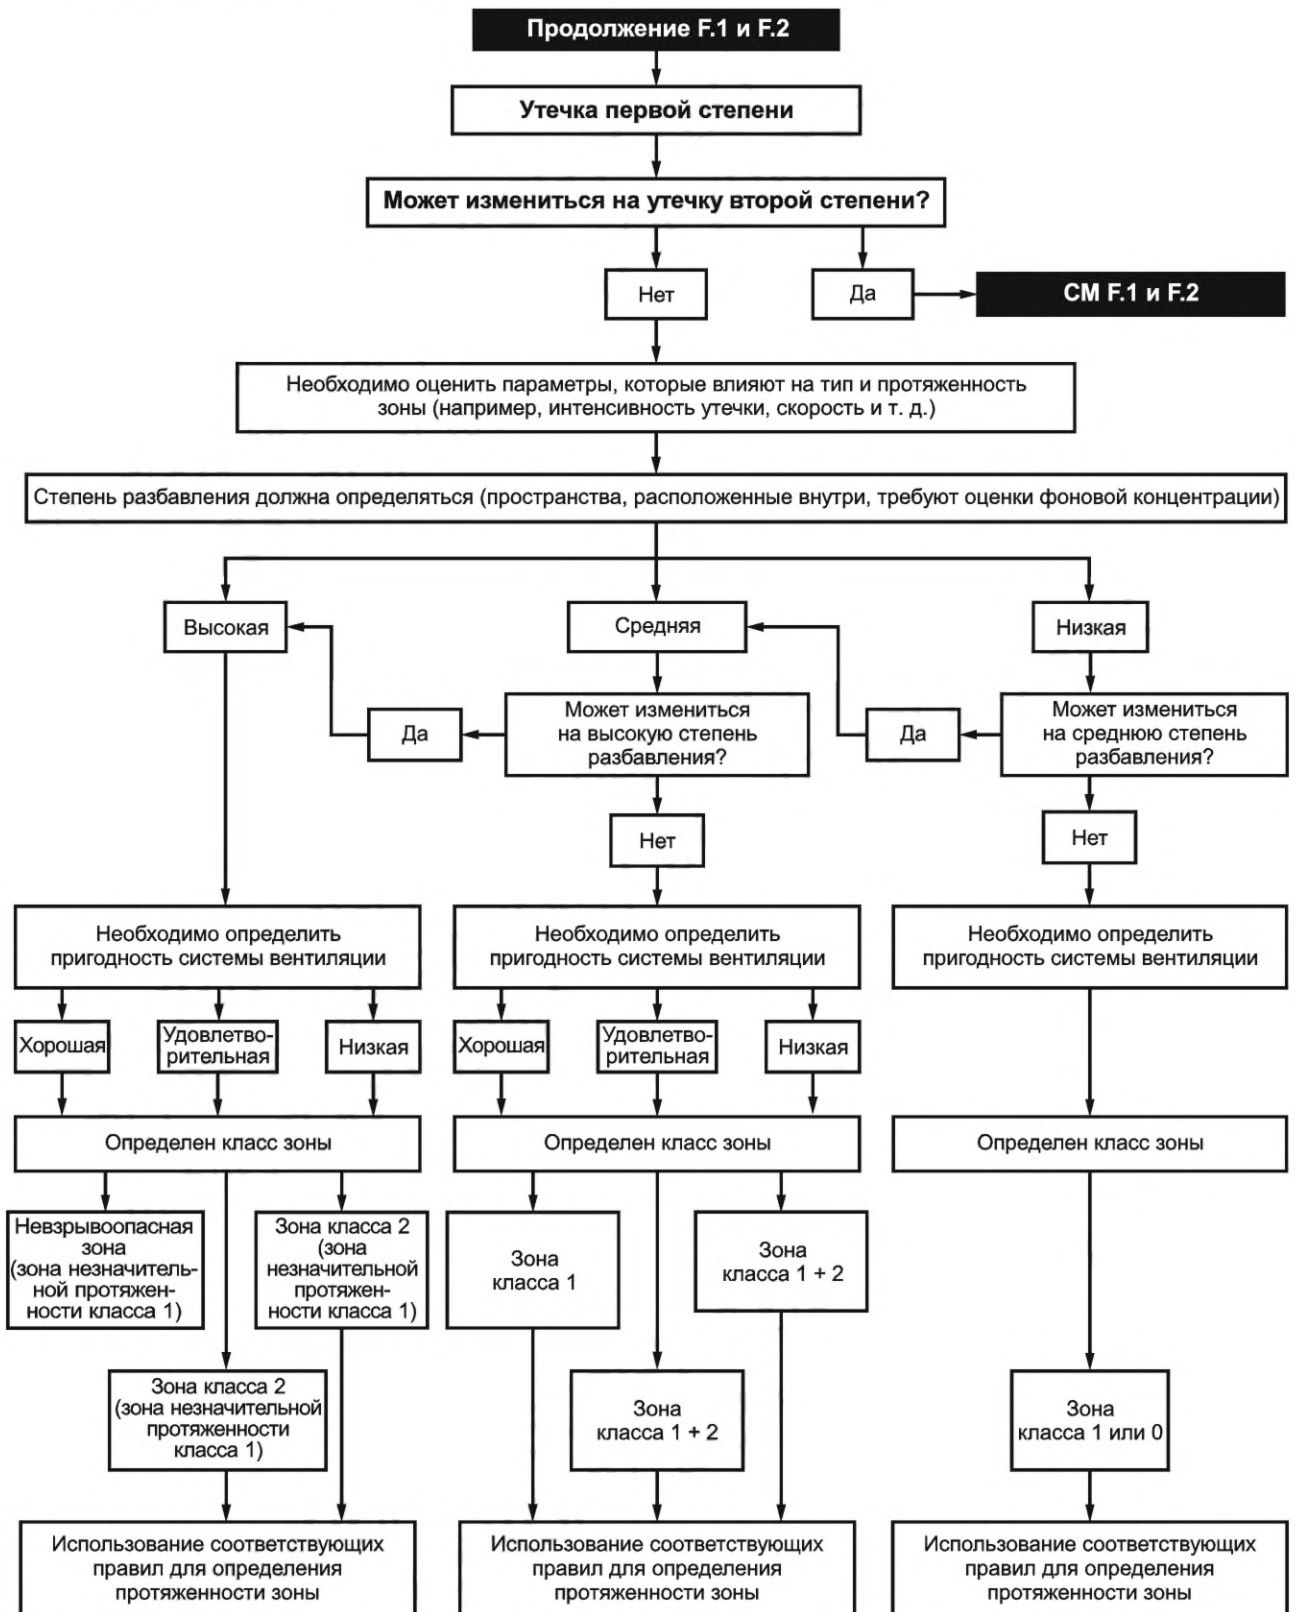 Продолжение F.1 и F.2
Утечка первой степени
Может измениться на утечку второй степени?
Нет
Да
СМ F.1 и F.2
Необходимо оценить параметры, которые влияют на тип и протяженность
зоны (например, интенсивность утечки, скорость и т. д.)
Степень разбавления должна определяться (пространства, расположенные внутри, требуют оценки фоновой концентрации)
Высокая
Средняя
Низкая
Да
Может измениться
на высокую степень
разбавления?
Да
Может измениться
на среднюю степень
разбавления?
Нет
Нет
Необходимо определить
пригодность системы вентиляции
Необходимо определить
пригодность системы вентиляции
Необходимо определить
пригодность системы вентиляции
Хорошая
Удовлетво-
рительная
Низкая
Хорошая
Удовлетво-
рительная
Низкая
Определен класс зоны
Определен класс зоны
Определен класс зоны
Невзрывоопасная
зона
(зона незначитель-
ной протяжен-
ности класса 1)
Зона класса 2
(зона
незначительной
протяжен-
ности класса 1)
Зона
класса 1
Зона
класса 1 + 2
Зона класса 2
(зона незначительной
протяженности
класса 1)
Зона
класса 1 + 2
Зона
класса 1 или 0
Использование соответствующих
правил для определения
протяженности зоны
Использование соответствующих
правил для определения
протяженности зоны
Использование соответствующих
правил для определения
протяженности зоны